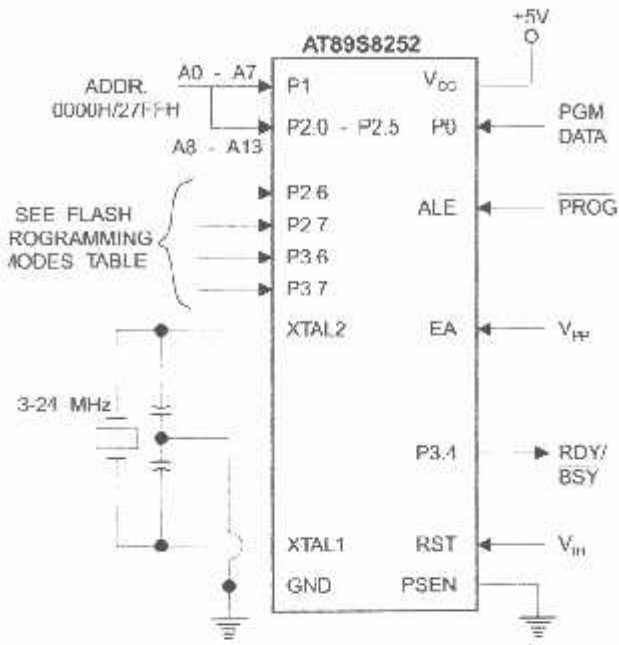 +5V
AT89S8252
ADDR.
0000H/27FFH
A0 - A7
P1
VCC
P2.0 - P2.5
P0
PGM
DATA
A8 - A13
P2.6
SEE FLASH
ROGRAMMING
MODES TABLE
P2.7
ALE
PROG
P3.6
P3.7
XTAL2
EA
VPP
3-24 MHz
P3.4
RDY/
BSY
XTAL1
RST
VIH
GND
PSEN